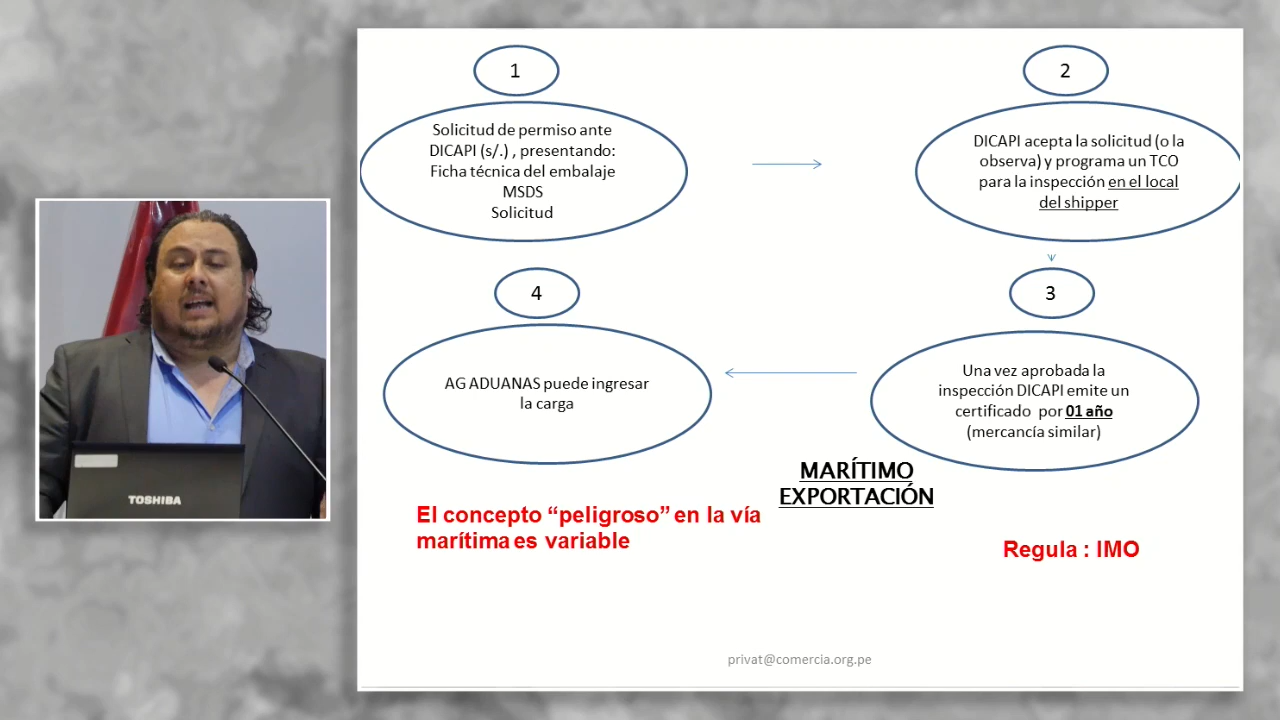 1
Solicitud de permiso ante
DICAPI (s/.) , presentando:
Ficha técnica del embalaje
MSDS
Solicitud
2
DICAPI acepta la solicitud (o la
observa) y programa un TCO
para la inspección en el local
del shipper
3
Una vez aprobada la
inspección DICAPI emite un
certificado por 01 año
(mercancía similar)
4
AG ADUANAS puede ingresar
la carga
MARÍTIMO
EXPORTACIÓN
El concepto “peligroso” en la vía
marítima es variable
Regula : IMO
privat@comercia.org.pe
TOSHIBA